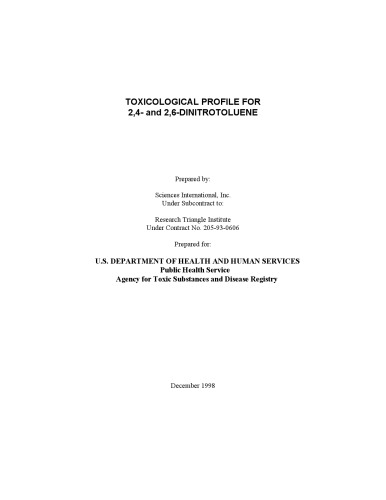 TOXICOLOGICAL PROFILE FOR
2,4- and 2,6-DINITROTOLUENE
Prepared by:
Sciences International, Inc.
Under Subcontract to:
Research Triangle Institute
Under Contract No. 205-93-0606
Prepared for:
U.S. DEPARTMENT OF HEALTH AND HUMAN SERVICES
Public Health Service
Agency for Toxic Substances and Disease Registry
December 1998